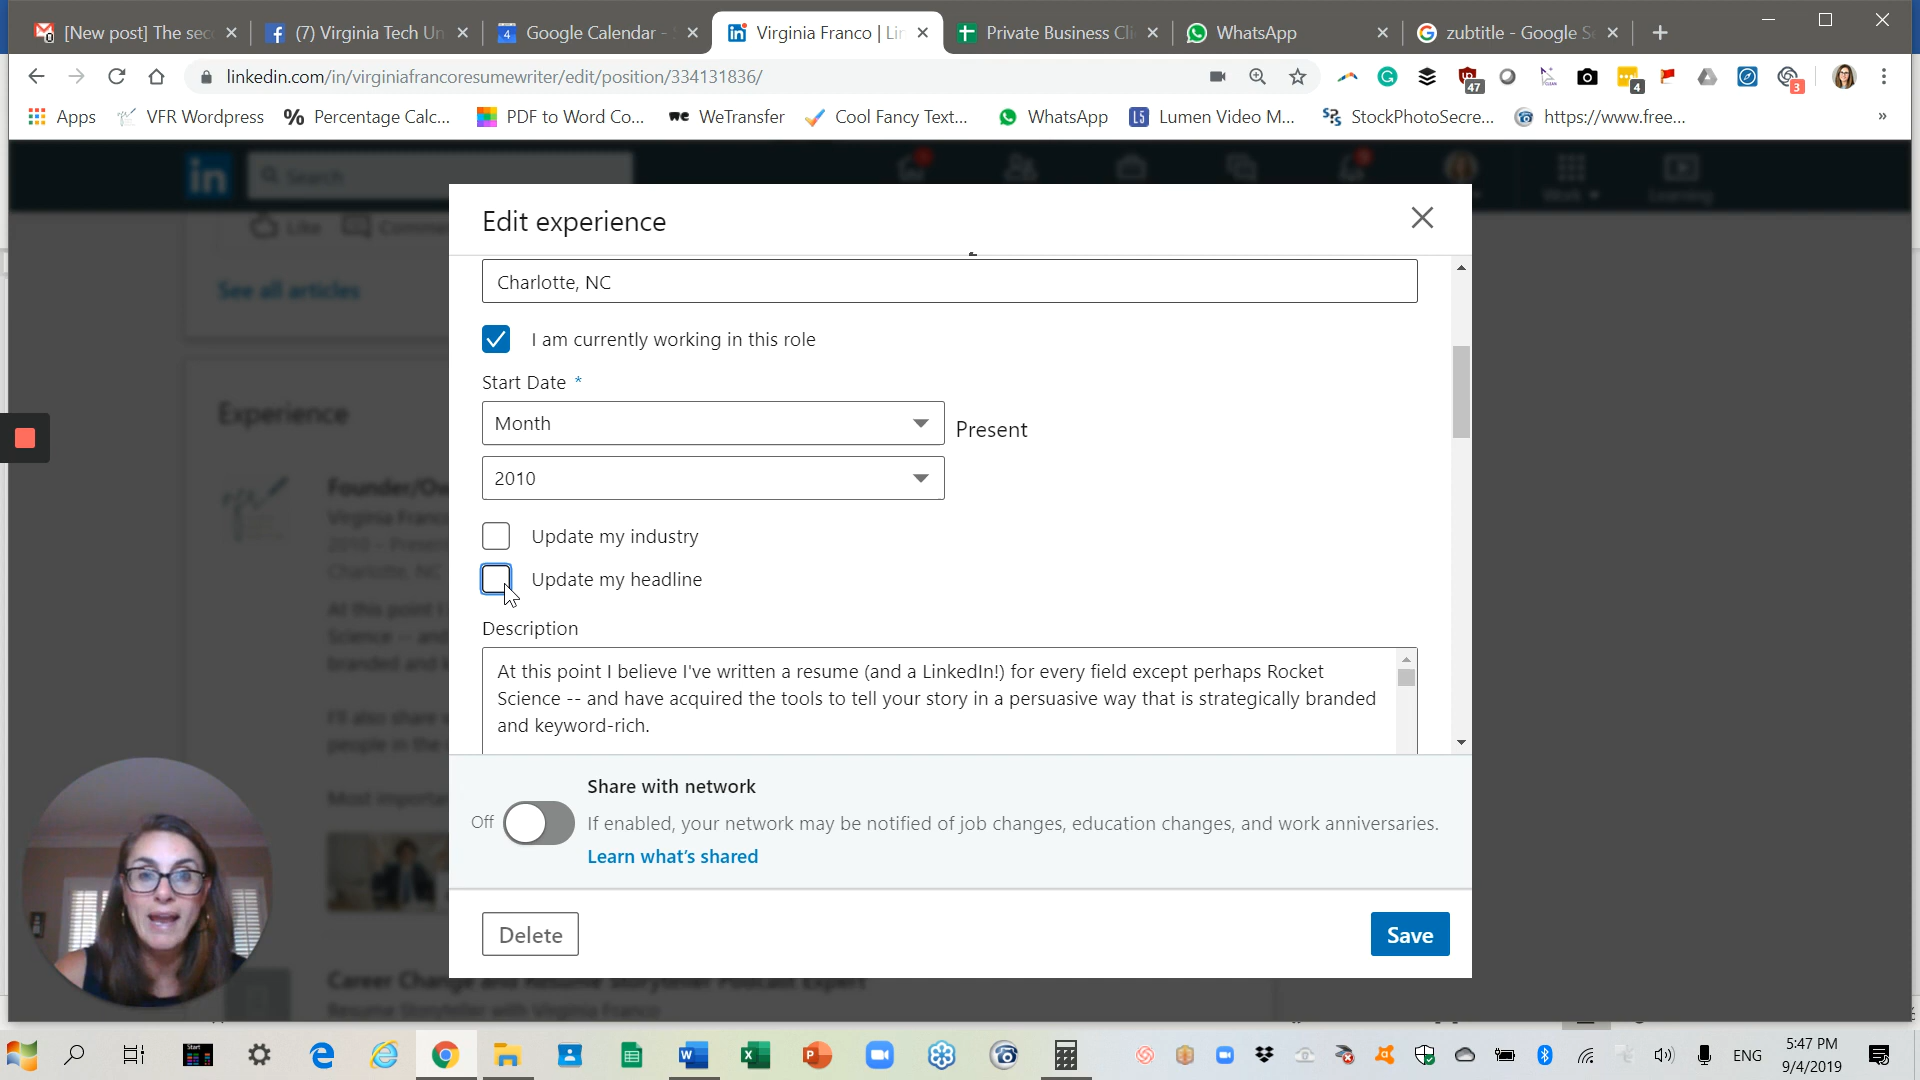 [New post] The sec
(7) Virginia Tech Un
Google Calendar -
Virginia Franco | Lin
Private Business Cli
WhatsApp
zubtitle - Google S
linkedin.com/in/virginiafrancoresumewriter/edit/position/334131836/
47
4
3
Apps
VFR Wordpress
Percentage Calc...
PDF to Word Co...
WeTransfer
Cool Fancy Text...
WhatsApp
Lumen Video M...
StockPhotoSecre...
https://www.free...
»
in
Search
Work
Learning
Like
Comme
See all articles
Experience
Founder/Ow
Virginia Franco
2010 – Present
Charlotte, NC
At this point I
Science -- and
branded and k
I'll also share
people in the
Most importan
Career Change and Resume Storyteller Podcast Expert
Resume Storyteller with Virginia Franco
Edit experience
Charlotte, NC
I am currently working in this role
Start Date *
Month
Present
2010
Update my industry
Update my headline
Description
At this point I believe I've written a resume (and a LinkedIn!) for every field except perhaps Rocket
Science -- and have acquired the tools to tell your story in a persuasive way that is strategically branded
and keyword-rich.
Share with network
Off
If enabled, your network may be notified of job changes, education changes, and work anniversaries.
Learn what's shared
Delete
Save
Start
ENG
5:47 PM
9/4/2019